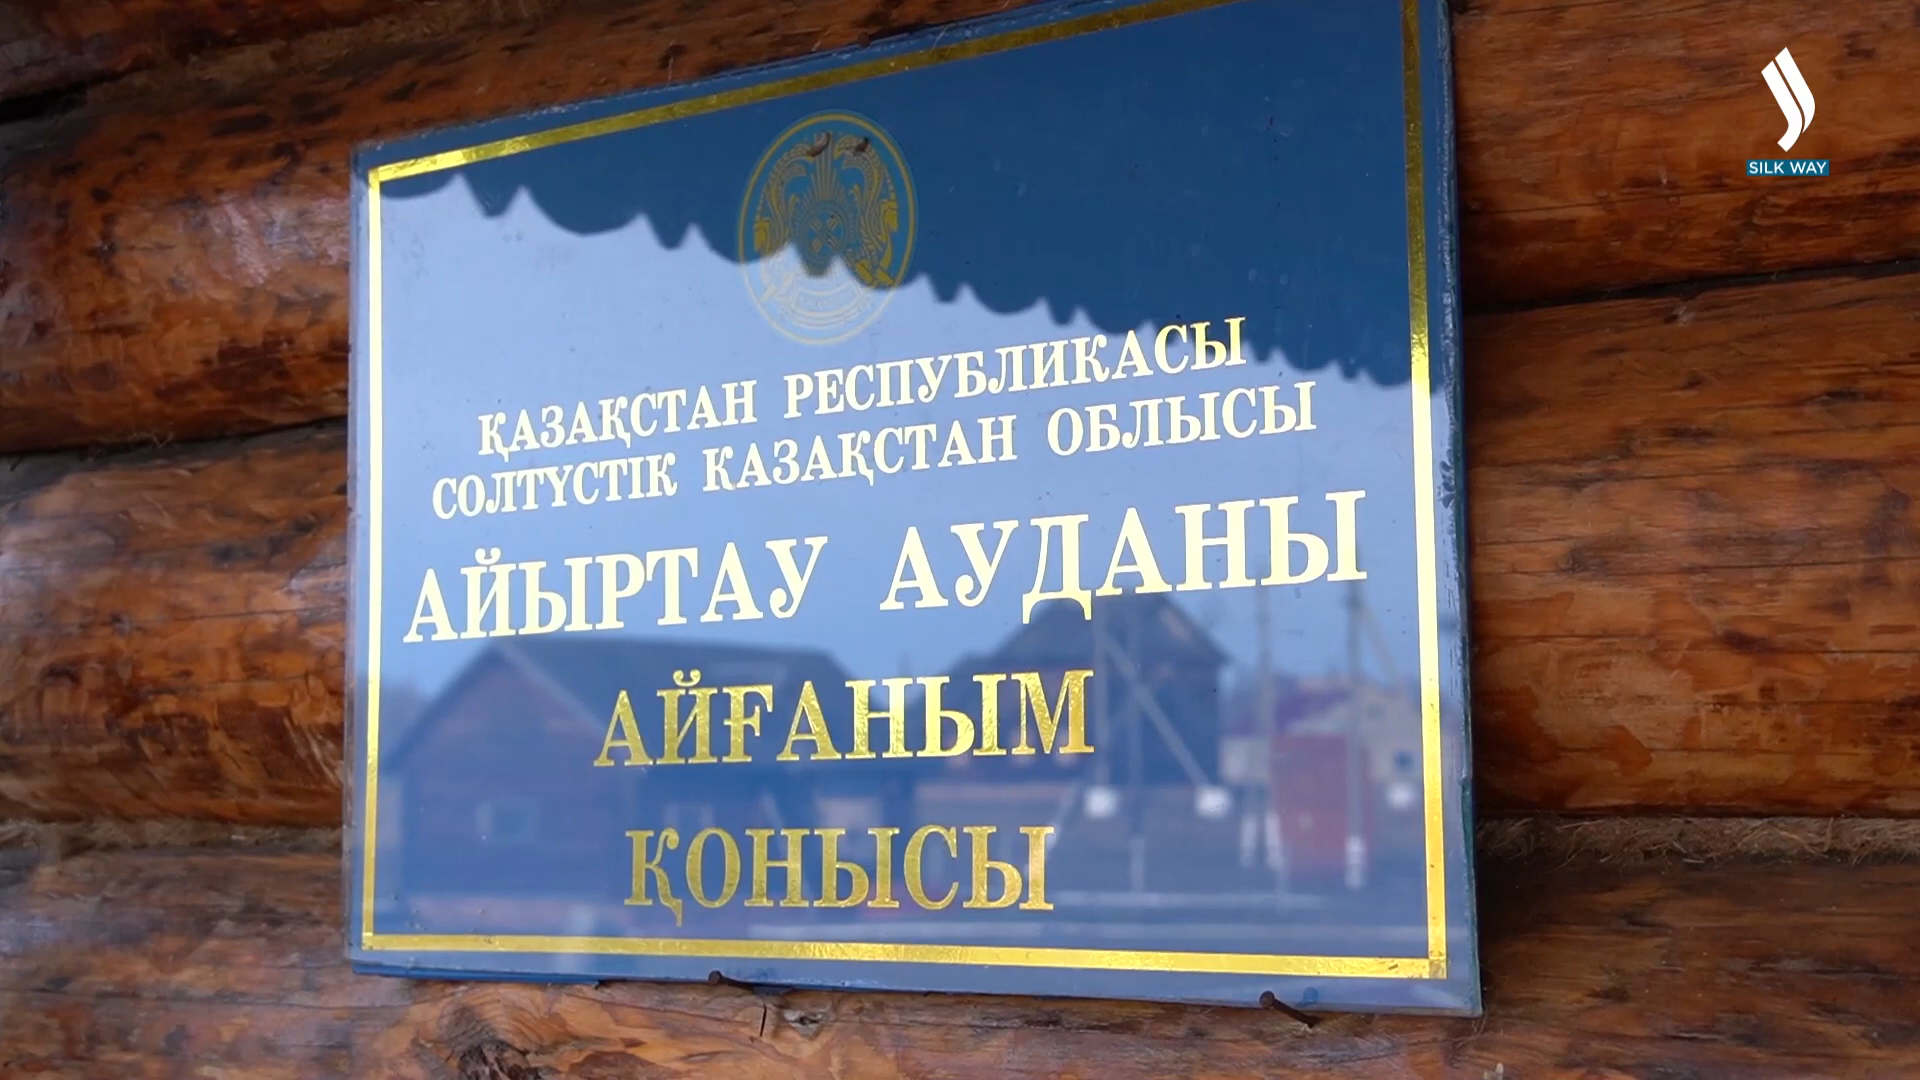 SILK WAY
ҚАЗАҚСТАН РЕСПУБЛИКАСЫ
СОЛТҮСТІК ҚАЗАҚСТАН ОБЛЫСЫ
АЙЫРТАУ АУДАНЫ
АЙҒАНЫМ
ҚОНЫСЫ